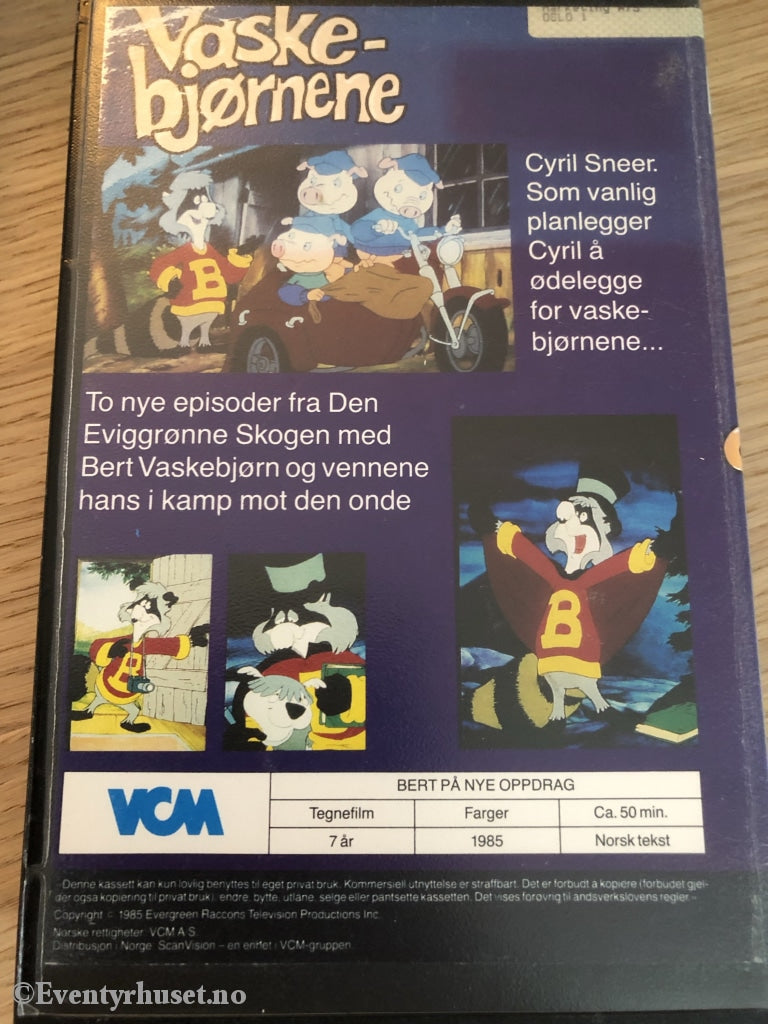 Marketing A/S
OSLO 1
Vaske-
bjørnene
B
Cyril Sneer.
Som vanlig
planlegger
Cyril å
ødelegge
for vaske-
bjørnene...
To nye episoder fra Den
Eviggrønne Skogen med
Bert Vaskebjørn og vennene
hans i kamp mot den onde
B
B
VCM
BERT PÅ NYE OPPDRAG
Tegnefilm Farger Ca. 50 min.
7 år 1985 Norsk tekst
Denne kassett kan kun lovlig benyttes til eget privat bruk. Kommersiell utnyttelse er straffbart. Det er forbudt å kopiere (forbudet gjel-
der også kopiering til privat bruk), endre, bytte, utlåne, selge eller pantsette kassetten. Det vises forøvrig til andsverkslovens regler –
Copyright © 1985 Evergreen Raccons Television Productions Inc.
Norske rettigheter: VCM A.S.
Distribusjon i Norge: ScanVision – en enhet i VCM-gruppen.
©Eventyrhuset.no